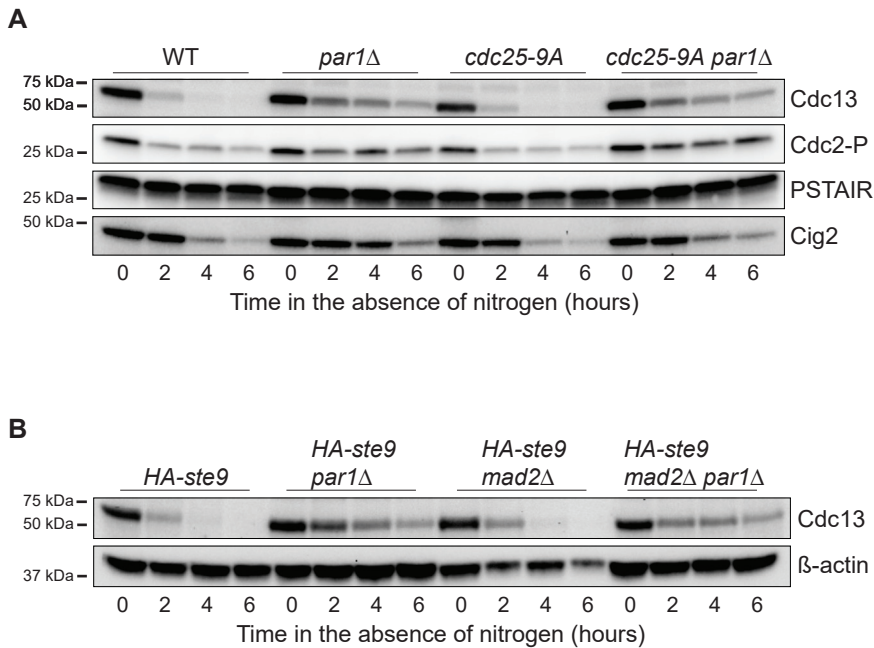 A
WT par1Δ cdc25-9A cdc25-9A par1Δ
75 kDa
50 kDa
Cdc13
25 kDa
Cdc2-P
25 kDa
PSTAIR
50 kDa
Cig2
0 2 4 6 0 2 4 6 0 2 4 6 0 2 4 6
Time in the absence of nitrogen (hours)
B
HA-ste9 HA-ste9 HA-ste9
HA-ste9 par1Δ mad2Δ mad2Δ par1Δ
75 kDa
50 kDa
Cdc13
37 kDa
ß-actin
0 2 4 6 0 2 4 6 0 2 4 6 0 2 4 6
Time in the absence of nitrogen (hours)